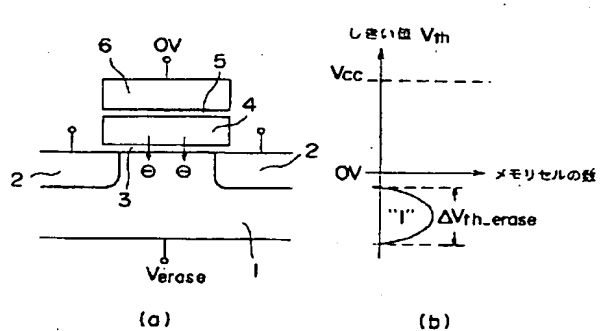 6
0V
5
4
2
3
2
1
Verase
(a)
しきい値 Vth
Vcc
0V
メモリセルの数
"1"
ΔVth_erase
(b)